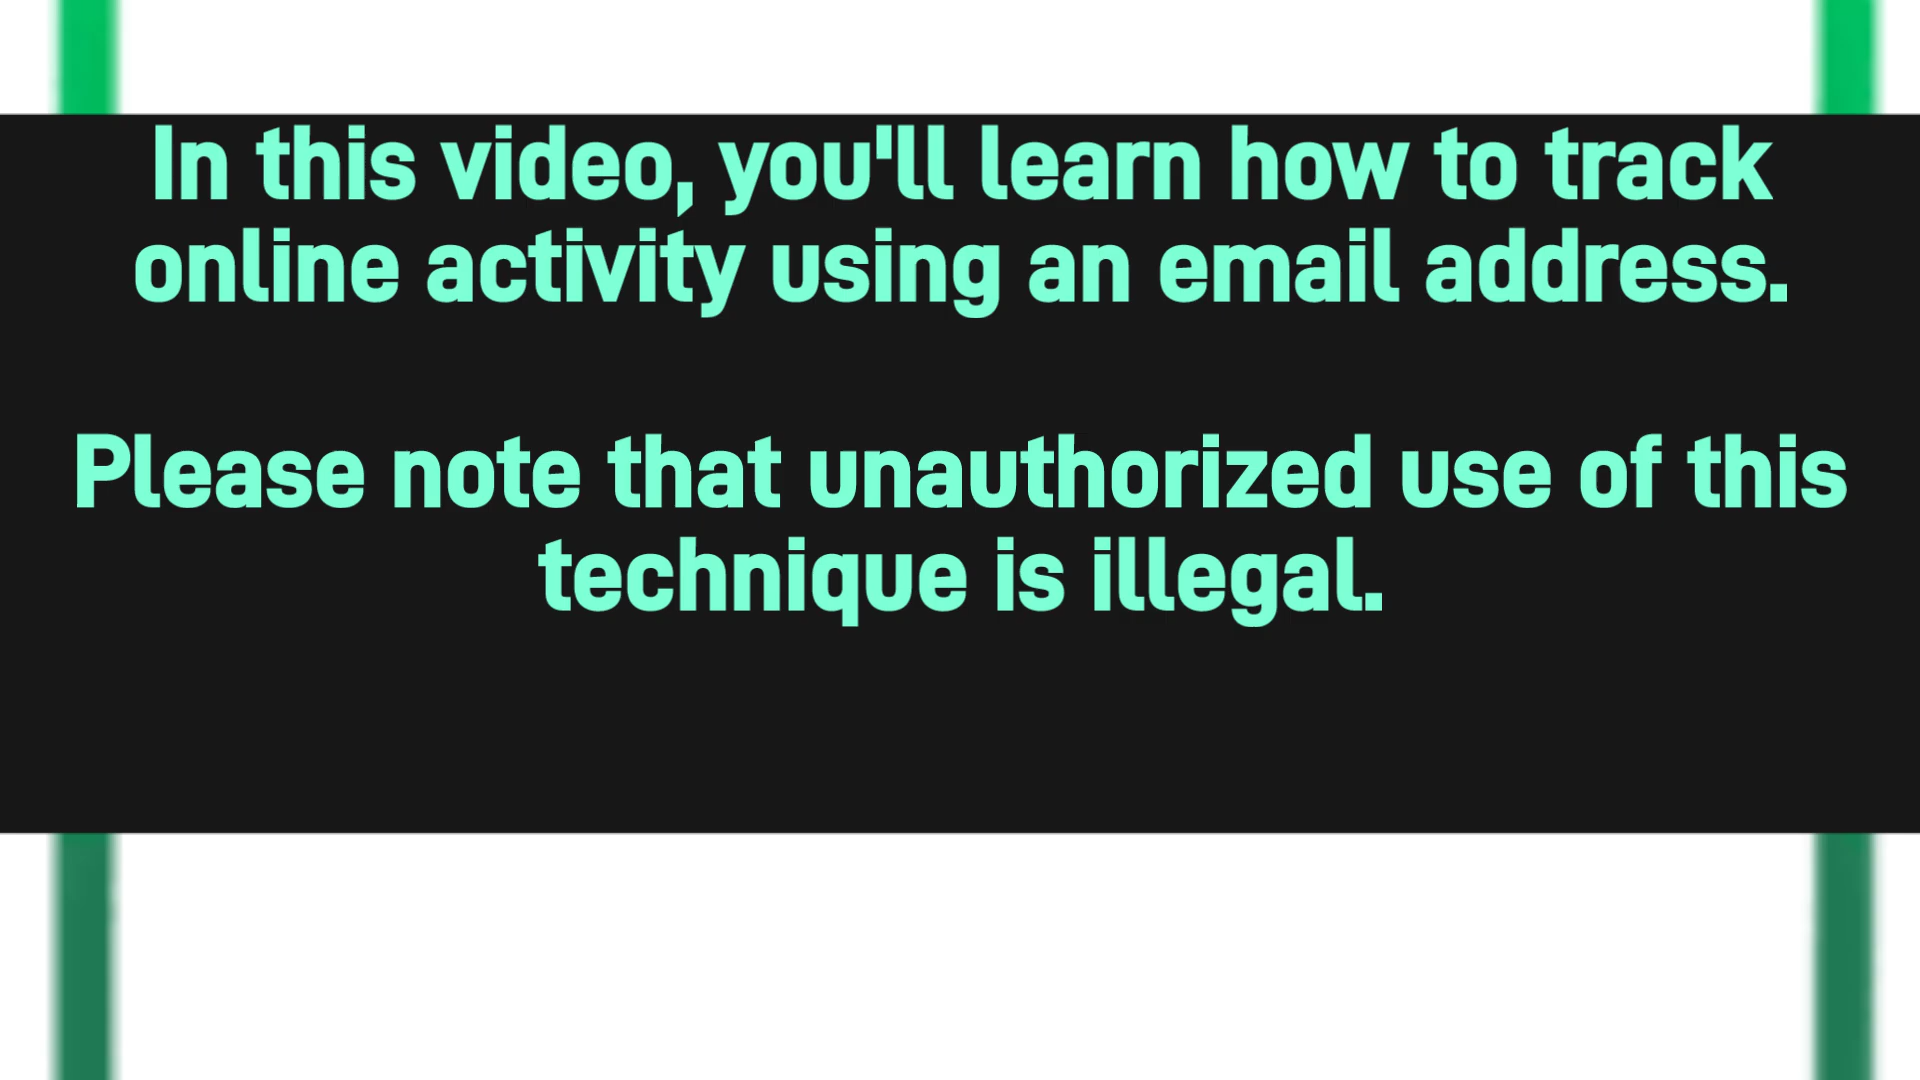 In this video, you'll learn how to track
online activity using an email address.
Please note that unauthorized use of this
technique is illegal.